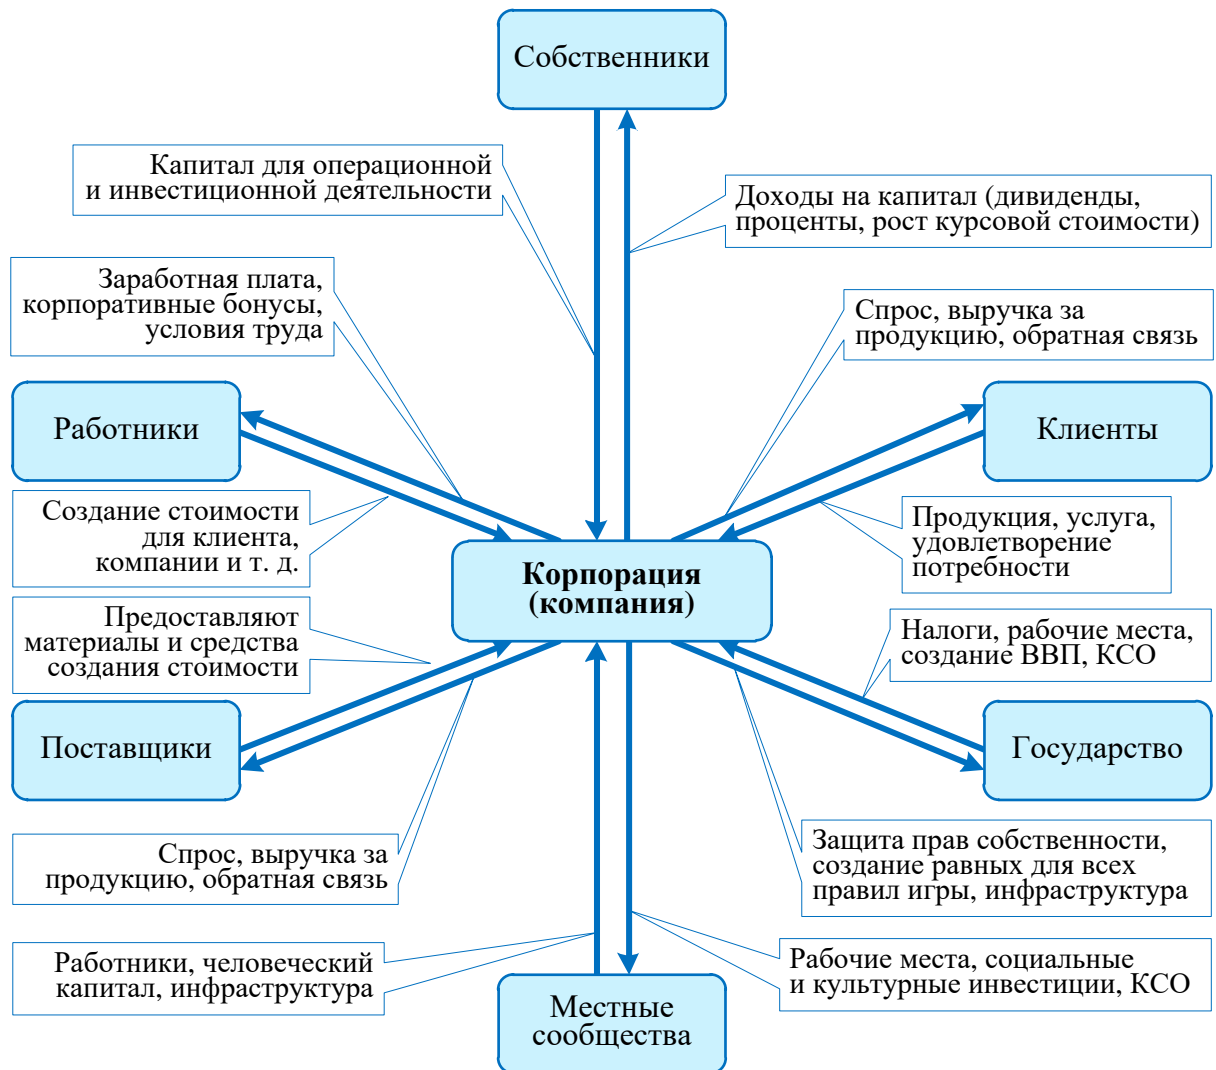 Собственники
Капитал для операционной
и инвестиционной деятельности
Доходы на капитал (дивиденды,
проценты, рост курсовой стоимости)
Заработная плата,
корпоративные бонусы,
условия труда
Спрос, выручка за
продукцию, обратная связь
Работники
Клиенты
Создание стоимости
для клиента,
компании и т. д.
Продукция, услуга,
удовлетворение
потребности
Корпорация
(компания)
Предоставляют
материалы и средства
создания стоимости
Налоги, рабочие места,
создание ВВП, КСО
Поставщики
Государство
Спрос, выручка за
продукцию, обратная связь
Защита прав собственности,
создание равных для всех
правил игры, инфраструктура
Работники, человеческий
капитал, инфраструктура
Рабочие места, социальные
и культурные инвестиции, КСО
Местные
сообщества